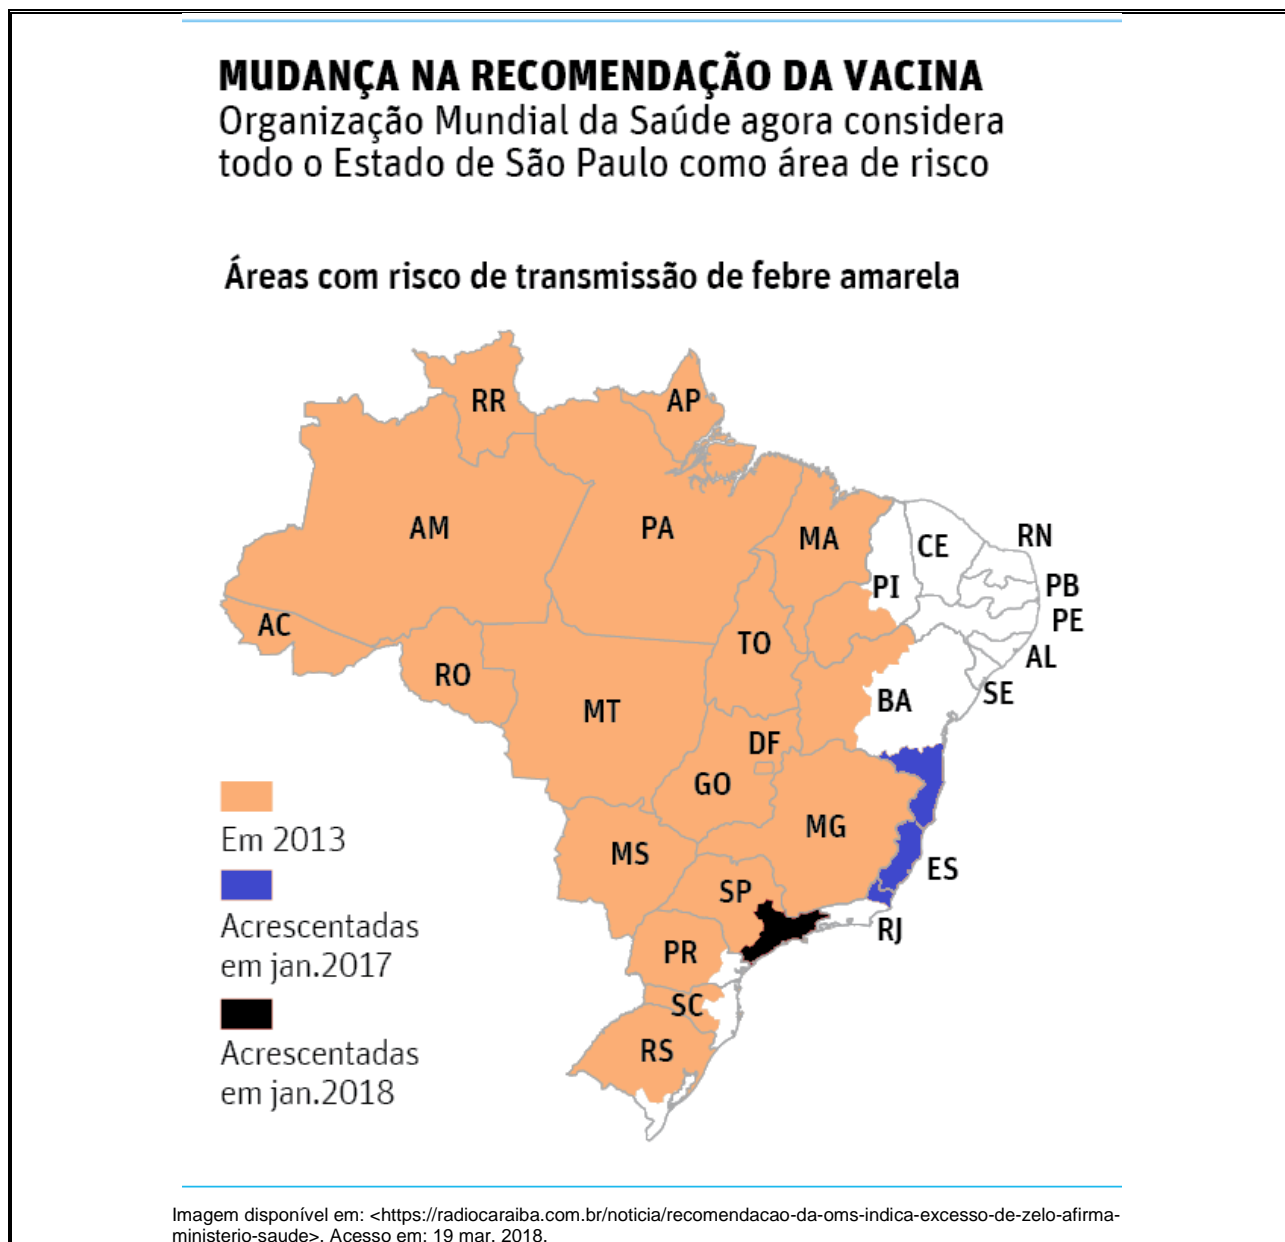 MUDANÇA NA RECOMENDAÇÃO DA VACINA
Organização Mundial da Saúde agora considera
todo o Estado de São Paulo como área de risco
Áreas com risco de transmissão de febre amarela
RR
AP
AM
PA
MA
CE
RN
PI
PB
PE
AC
TO
AL
RO
BA
SE
MT
DF
GO
MG
MS
ES
SP
RJ
PR
SC
RS
Em 2013
Acrescentadas
em jan.2017
Acrescentadas
em jan.2018
Imagem disponível em: <https://radiocaraiba.com.br/noticia/recomendacao-da-oms-indica-excesso-de-zelo-afirma-
ministerio-saude>. Acesso em: 19 mar. 2018.